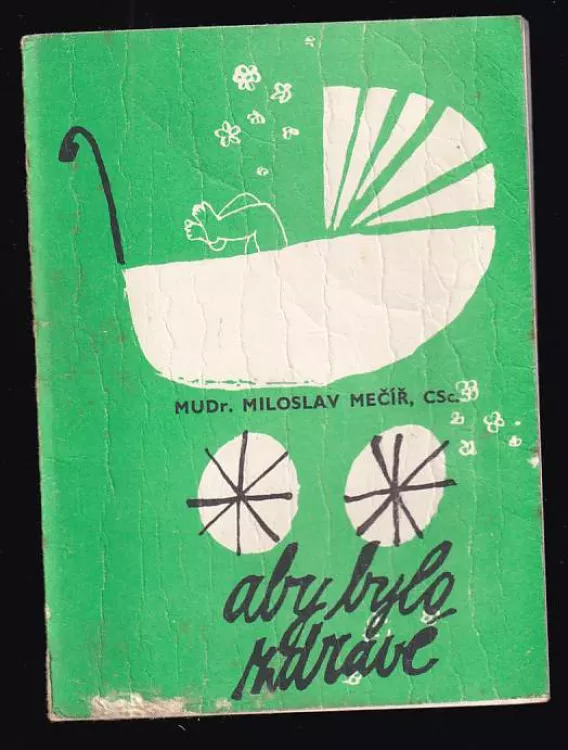 MUDr. MILOSLAV MEČÍŘ, CSc.
aby bylo
zdravé